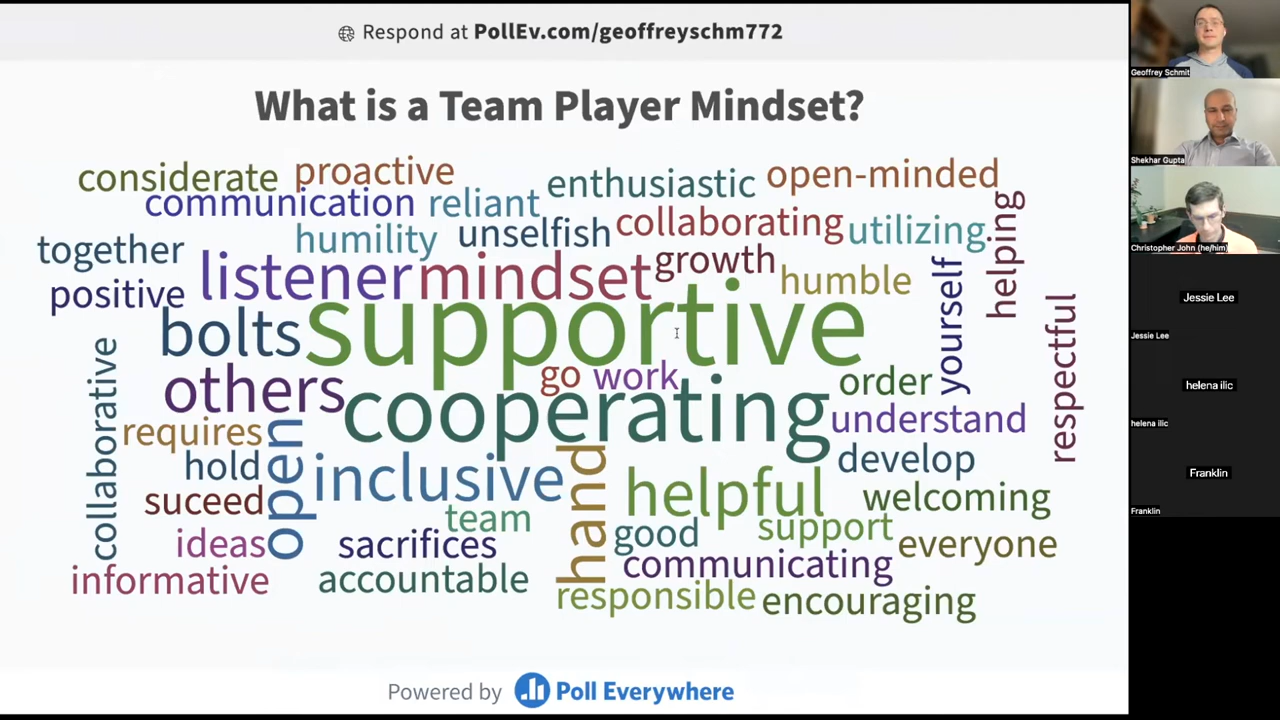 Respond at PollEv.com/geoffreyschm772
What is a Team Player Mindset?
considerate proactive enthusiastic open-minded
communication reliant collaborating utilizing helping
together humility unselfish growth humble
positive listener mindset yourself
bolts supportive respectful
collaborative others go work order
requires open cooperating understand
hold inclusive hand helpful develop
suceed team good support welcoming
ideas sacrifices communicating everyone
informative accountable responsible encouraging
Powered by Poll Everywhere
Geoffrey Schmit
Shekhar Gupta
Christopher John (he/him)
Jessie Lee
Jessie Lee
helena ilic
helena ilic
Franklin
Franklin